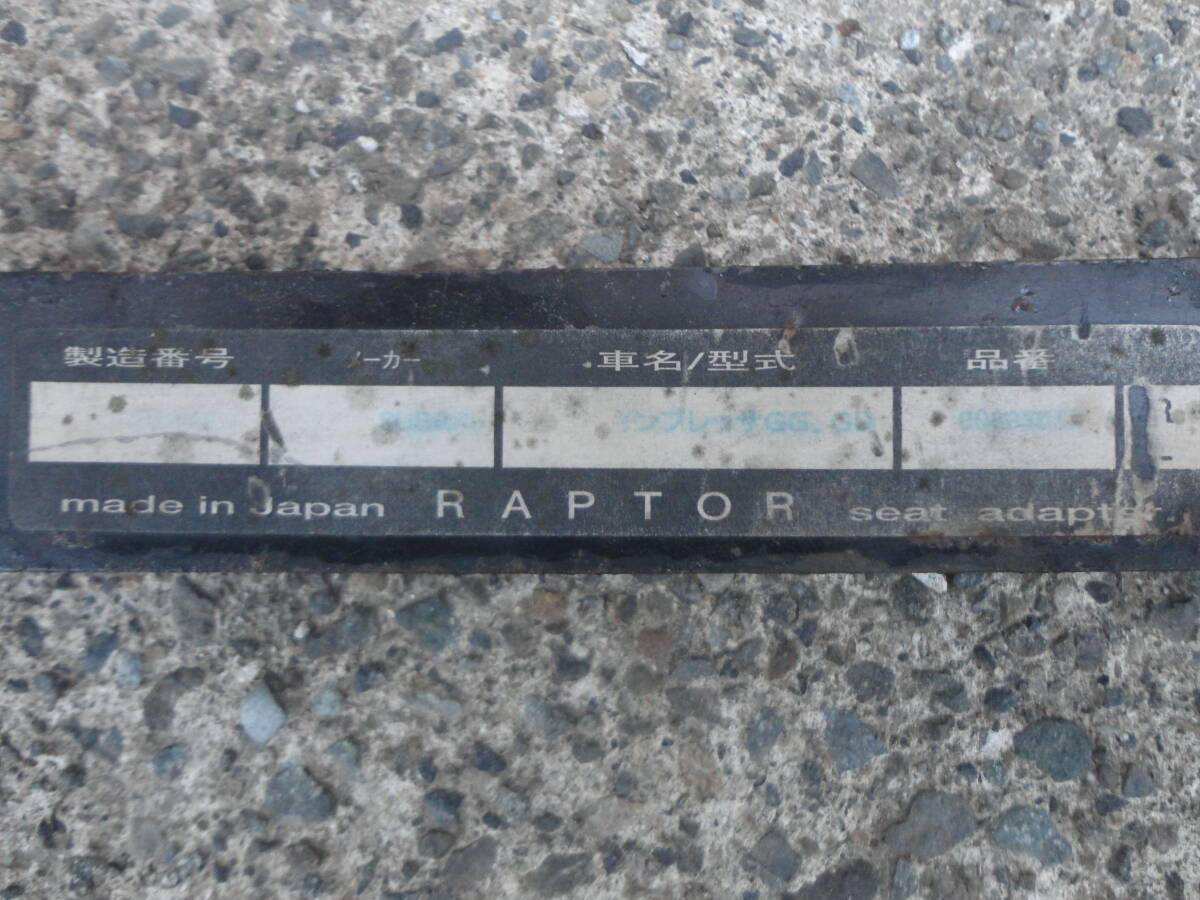 製造番号 メーカー 車名/型式 品番
インプレッサGG, GD
made in Japan RAPTOR seat adapter